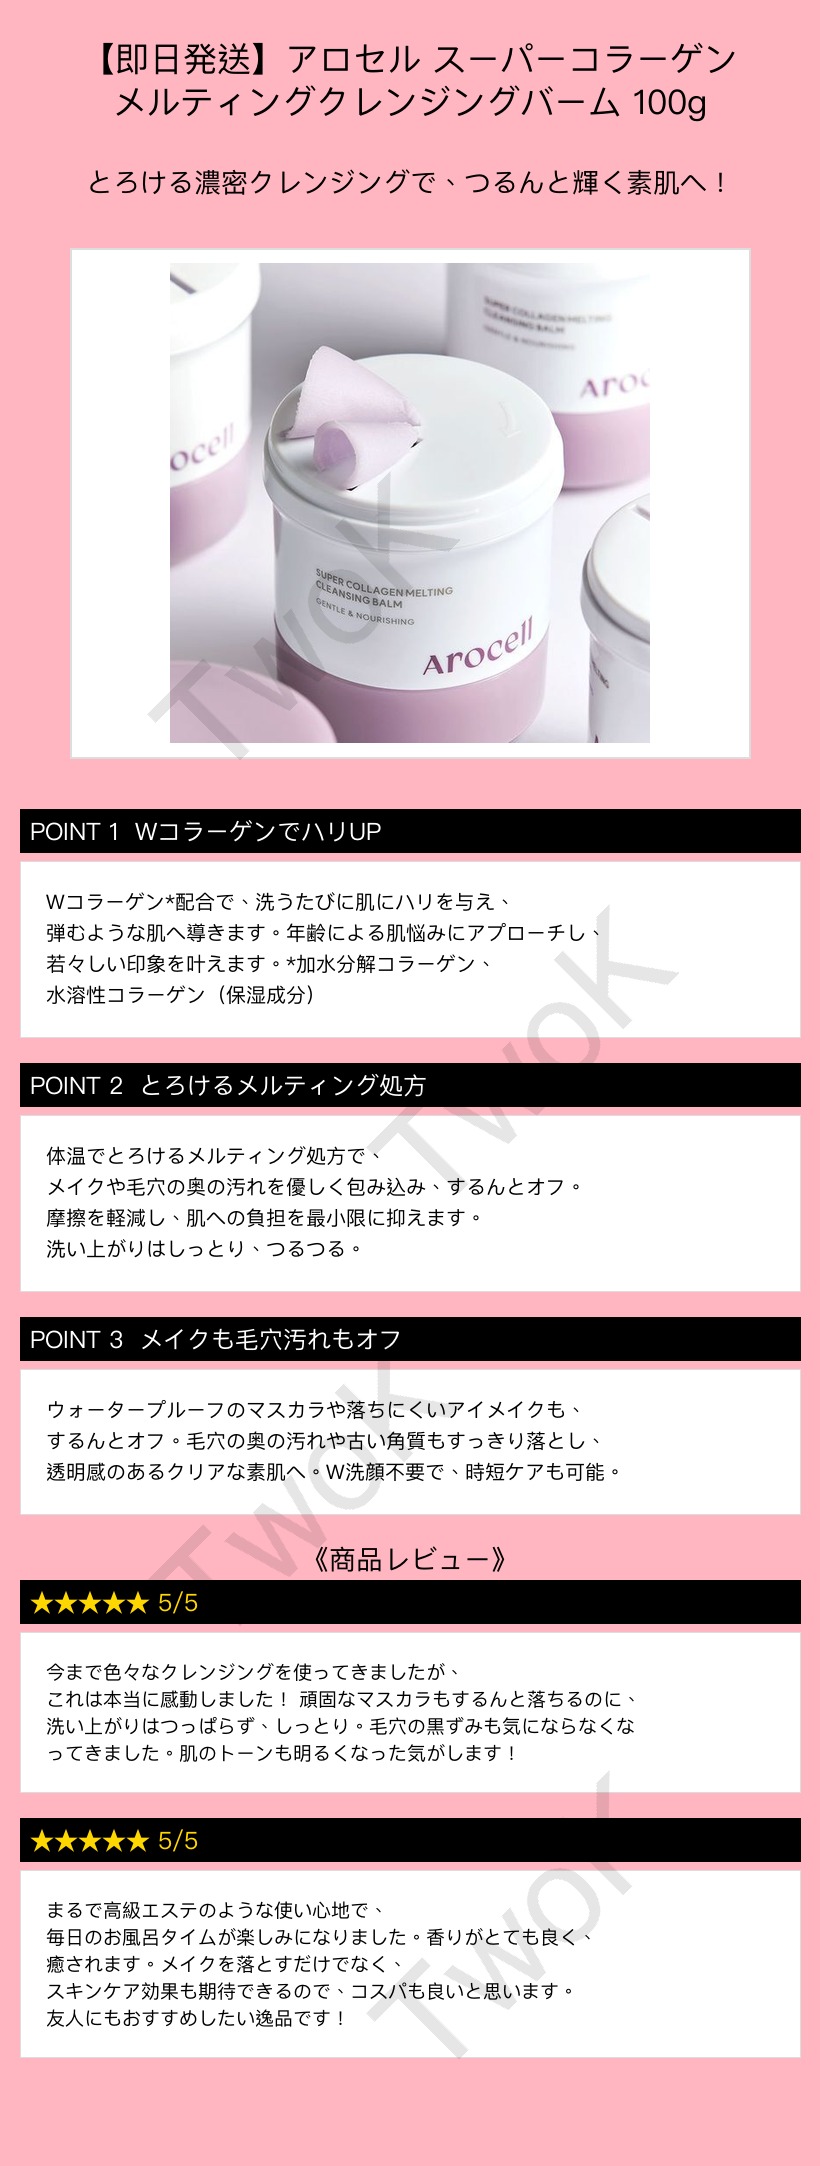 【即日発送】アロセル スーパーコラーゲン
メルティングクレンジングバーム 100g
とろける濃密クレンジングで、つるんと輝く素肌へ！
SUPER COLLAGEN MELTING
CLEANSING BALM
GENTLE & NOURISHING
Arocell
SUPER COLLAGEN MELTING
CLEANSING BALM
GENTLE & NOURISHING
Aroc
ocell
TwoK
POINT 1 WコラーゲンでハリUP
Wコラーゲン*配合で、洗うたびに肌にハリを与え、
弾むような肌へ導きます。年齢による肌悩みにアプローチし、
若々しい印象を叶えます。*加水分解コラーゲン、
水溶性コラーゲン（保湿成分）
TwoK
POINT 2 とろけるメルティング処方
体温でとろけるメルティング処方で、
メイクや毛穴の奥の汚れを優しく包み込み、するんとオフ。
摩擦を軽減し、肌への負担を最小限に抑えます。
洗い上がりはしっとり、つるつる。
POINT 3 メイクも毛穴汚れもオフ
ウォータープルーフのマスカラや落ちにくいアイメイクも、
するんとオフ。毛穴の奥の汚れや古い角質もすっきり落とし、
透明感のあるクリアな素肌へ。W洗顔不要で、時短ケアも可能。
TwoK
《商品レビュー》
★★★★★ 5/5
今まで色々なクレンジングを使ってきましたが、
これは本当に感動しました！ 頑固なマスカラもするんと落ちるのに、
洗い上がりはつっぱらず、しっとり。毛穴の黒ずみも気にならなくな
ってきました。肌のトーンも明るくなった気がします！
★★★★★ 5/5
まるで高級エステのような使い心地で、
毎日のお風呂タイムが楽しみになりました。香りがとても良く、
癒されます。メイクを落とすだけでなく、
スキンケア効果も期待できるので、コスパも良いと思います。
友人にもおすすめしたい逸品です！
TwoK